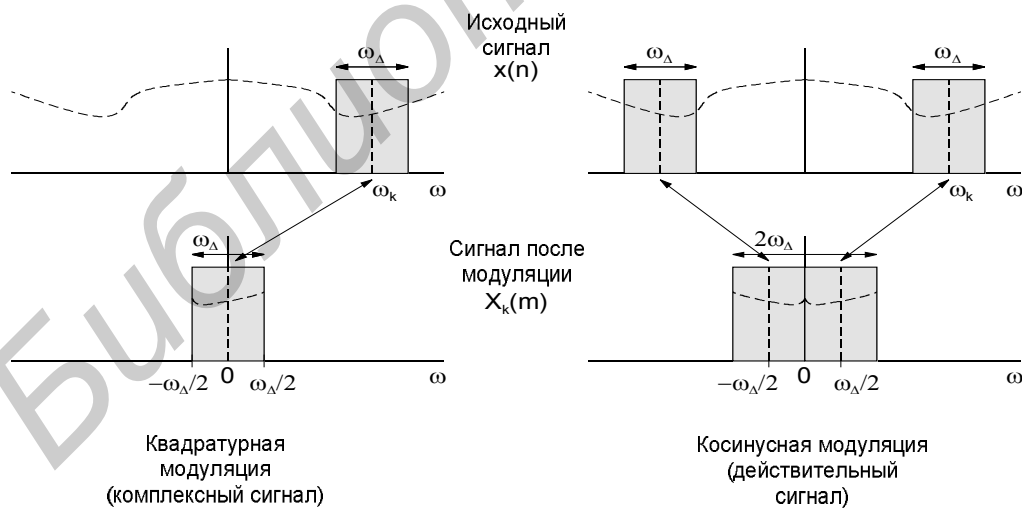 Исходный
сигнал
x(n)
ω_Δ
ω_k
ω
ω_Δ
ω_Δ
ω_k
ω
Сигнал после
модуляции
X_k(m)
ω_Δ
−ω_Δ/2
0
ω_Δ/2
ω
2ω_Δ
−ω_Δ/2
0
ω_Δ/2
ω
Квадратурная
модуляция
(комплексный сигнал)
Косинусная модуляция
(действительный
сигнал)